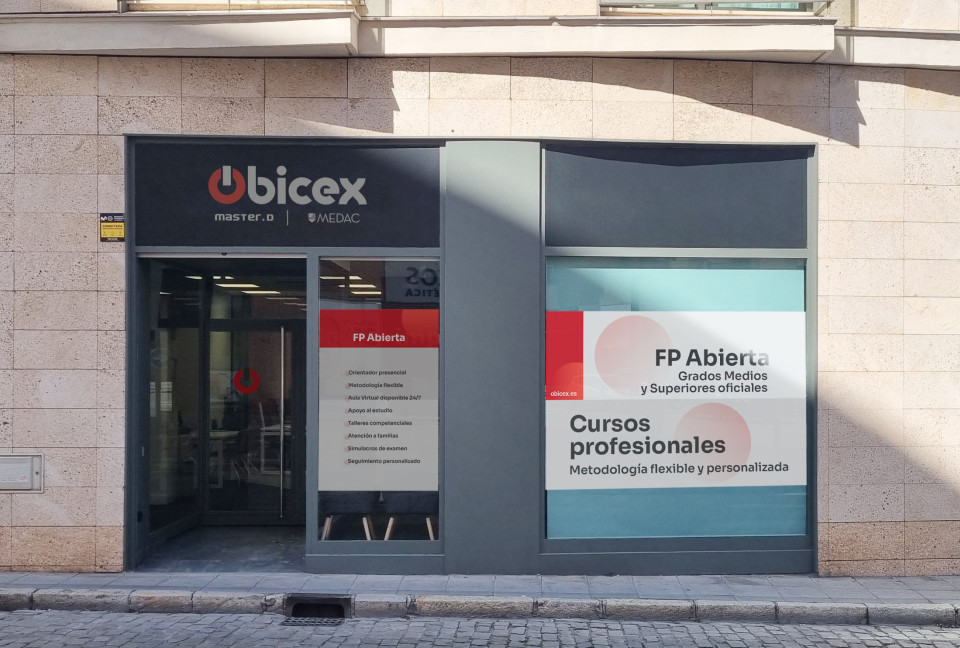 Obicex
MASTER.D
MEDAC
FP Abierta
Orientador presencial
Metodología flexible
Aula Virtual disponible 24/7
Apoyo al estudio
Talleres competenciales
Atención a familias
Simulacros de examen
Seguimiento personalizado
FP Abierta
Grados Medios
y Superiores oficiales
obicex.es
Cursos
profesionales
Metodología flexible y personalizada